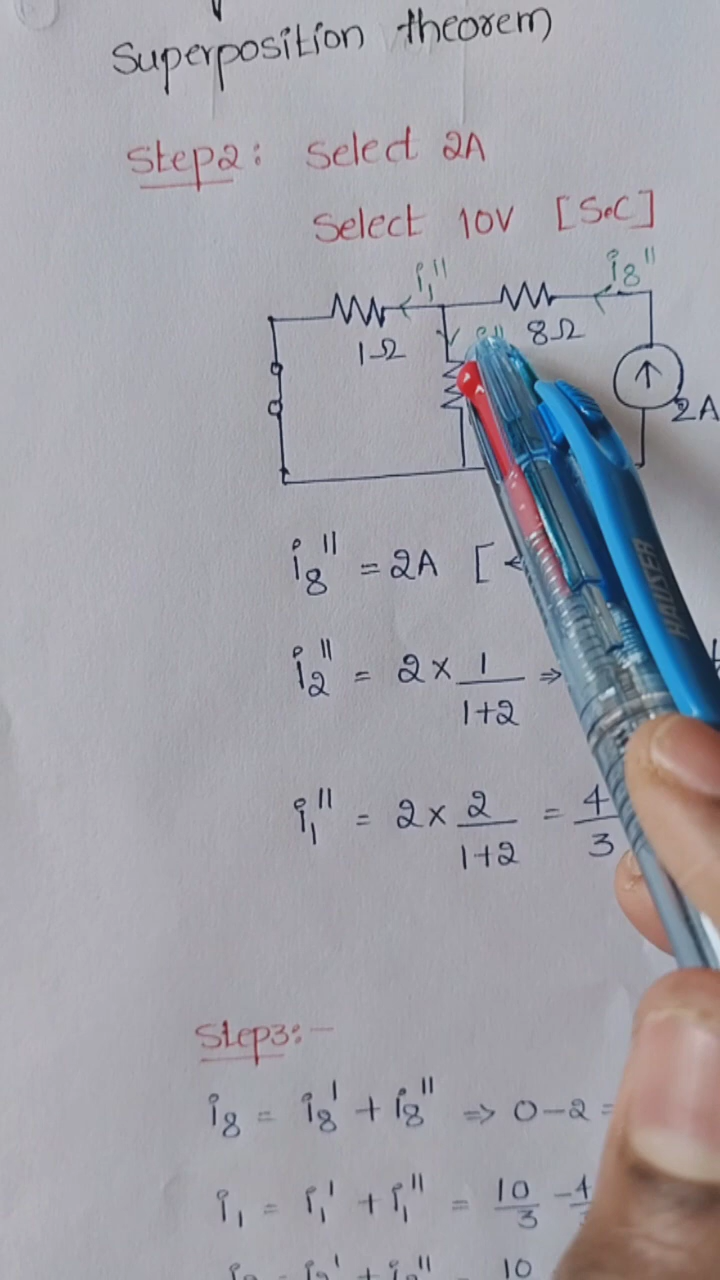 Superposition theorem
Step2: Select 2A
Select 10V [S.C]
i₁" i₈"
1Ω 8Ω
2A
i₈" = 2A [←
HAUSER
i₂" = 2 × 1/(1+2) ⇒
i₁" = 2 × 2/(1+2) = 4/3
Step3:-
i₈ = i₈' + i₈" ⇒ 0-2 =
i₁ = i₁' + i₁" = 10/3 - 4/
10